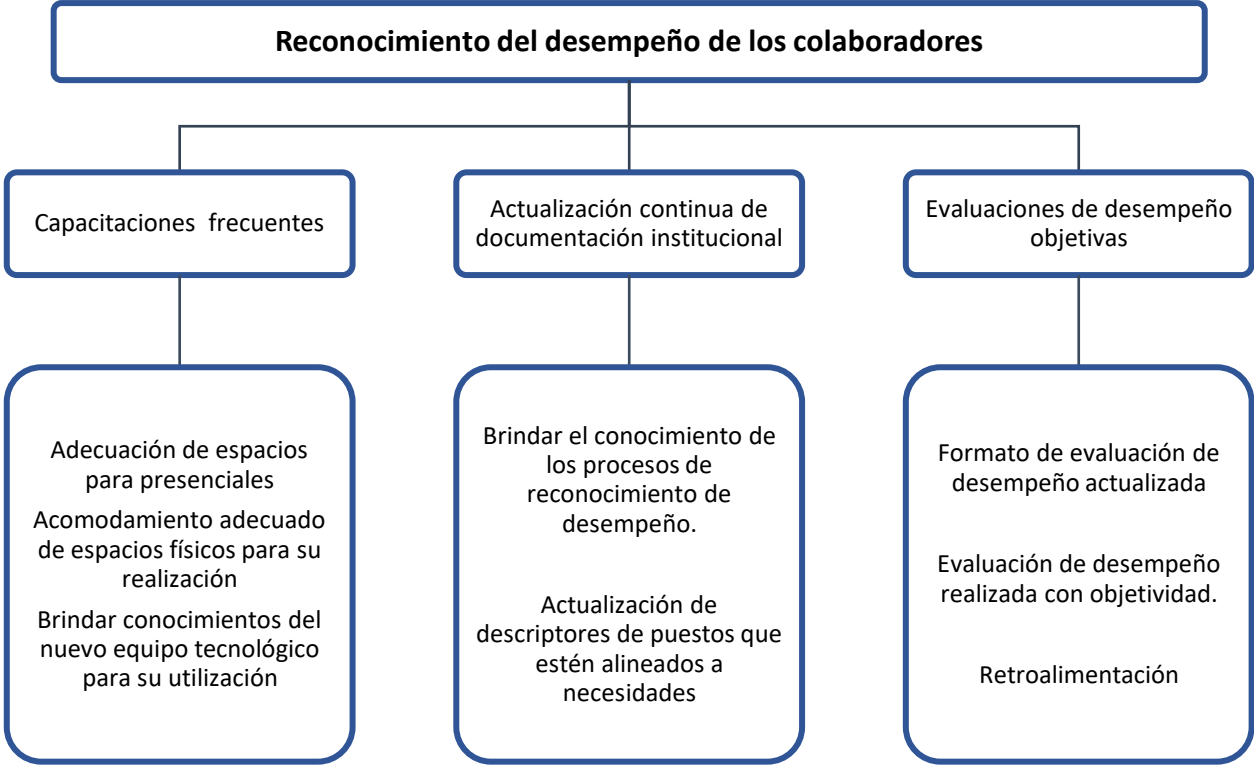 Reconocimiento del desempeño de los colaboradores
Capacitaciones frecuentes
Actualización continua de
documentación institucional
Evaluaciones de desempeño
objetivas
Adecuación de espacios
para presenciales
Acomodamiento adecuado
de espacios físicos para su
realización
Brindar conocimientos del
nuevo equipo tecnológico
para su utilización
Brindar el conocimiento de
los procesos de
reconocimiento de
desempeño.
Actualización de
descriptores de puestos que
estén alineados a
necesidades
Formato de evaluación de
desempeño actualizada
Evaluación de desempeño
realizada con objetividad.
Retroalimentación